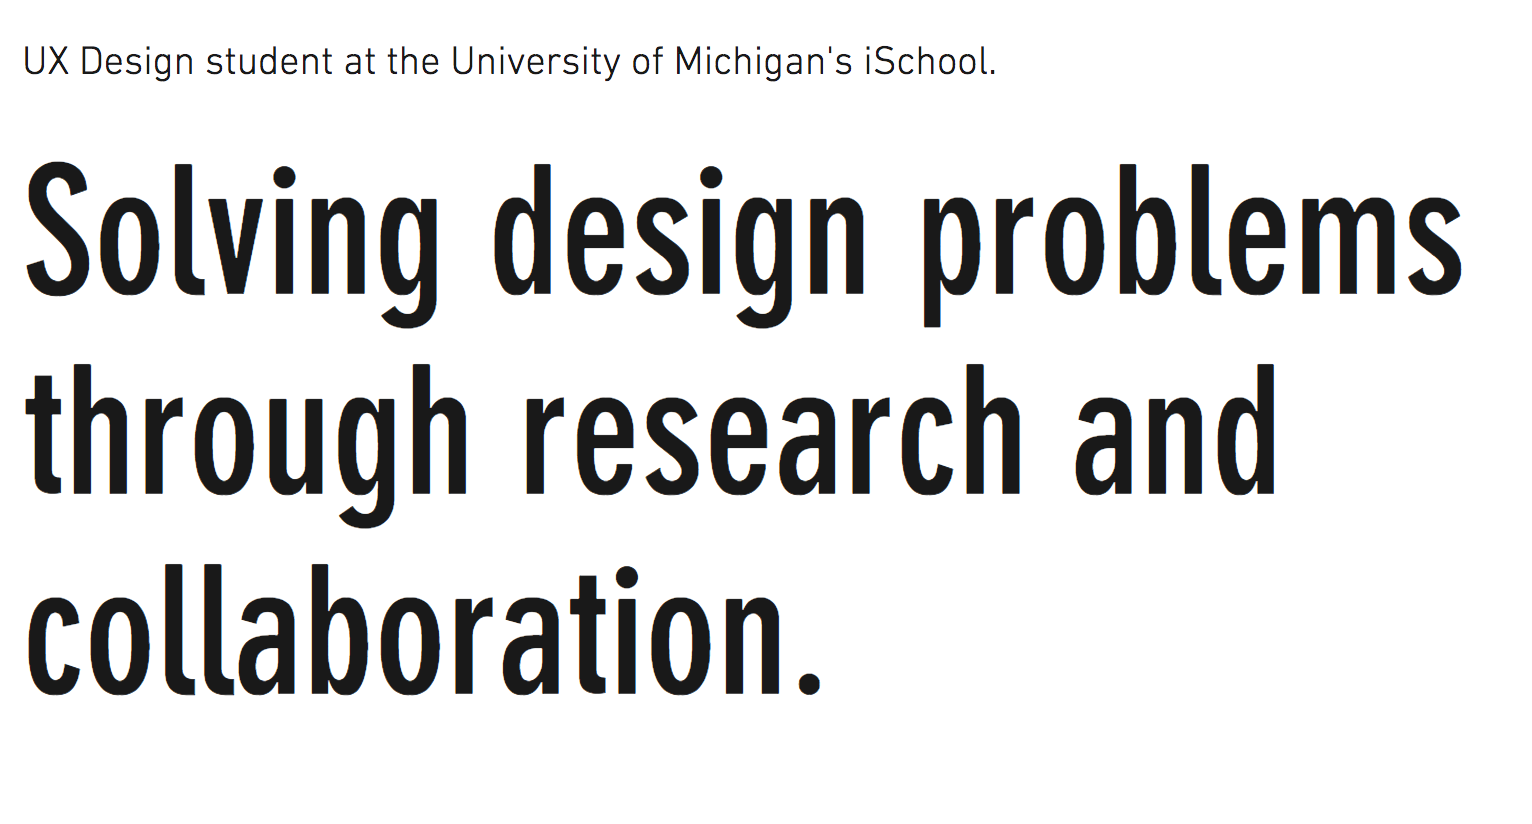 UX Design student at the University of Michigan's iSchool.
Solving design problems
through research and
collaboration.